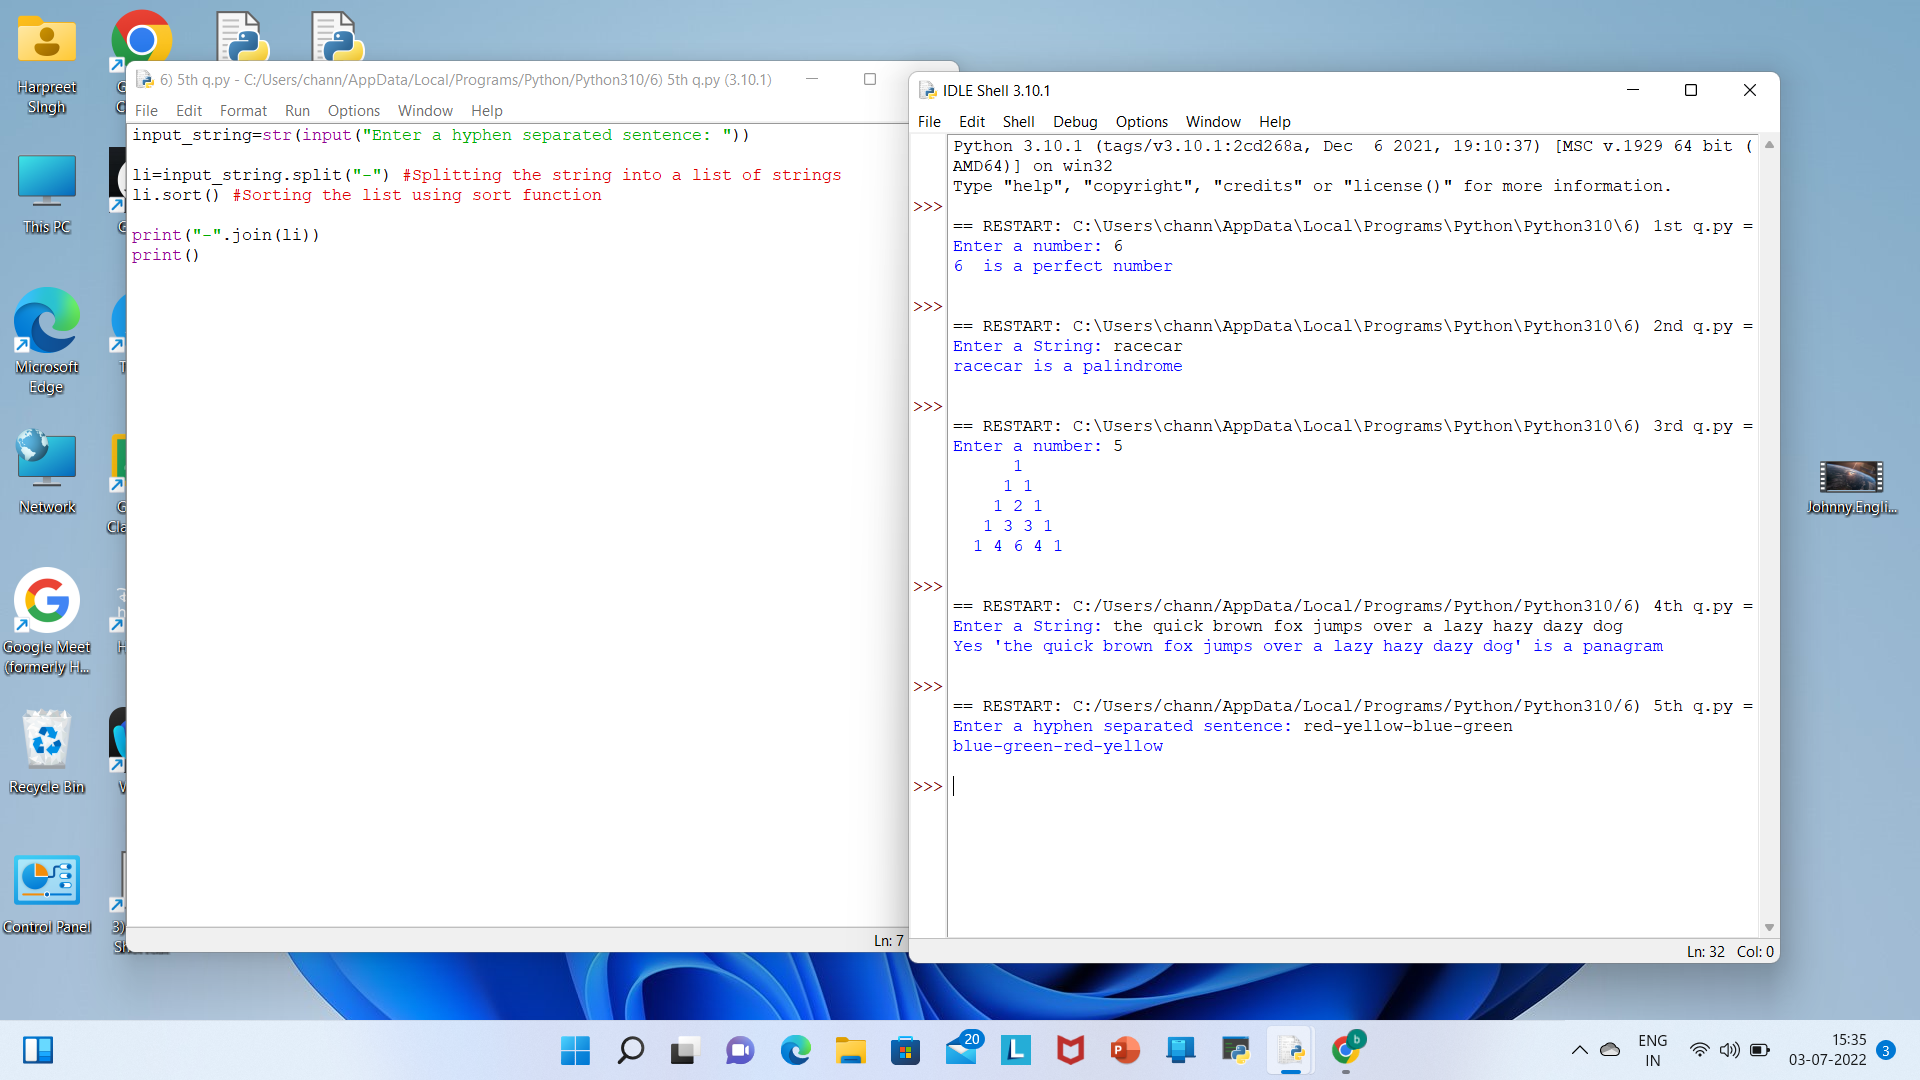 Harpreet
SIngh
This PC
Microsoft
Edge
Network
Google Meet
(formerly H...
Recycle Bin
Control Panel
6) 5th q.py - C:/Users/chann/AppData/Local/Programs/Python/Python310/6) 5th q.py (3.10.1)
File Edit Format Run Options Window Help
input_string=str(input("Enter a hyphen separated sentence: "))
li=input_string.split("-") #Splitting the string into a list of strings
li.sort() #Sorting the list using sort function
print("-".join(li))
print()
Ln: 7
IDLE Shell 3.10.1
File Edit Shell Debug Options Window Help
Python 3.10.1 (tags/v3.10.1:2cd268a, Dec  6 2021, 19:10:37) [MSC v.1929 64 bit (
AMD64)] on win32
Type "help", "copyright", "credits" or "license()" for more information.
>>>
== RESTART: C:\Users\chann\AppData\Local\Programs\Python\Python310\6) 1st q.py =
Enter a number: 6
6  is a perfect number
>>>
== RESTART: C:\Users\chann\AppData\Local\Programs\Python\Python310\6) 2nd q.py =
Enter a String: racecar
racecar is a palindrome
>>>
== RESTART: C:\Users\chann\AppData\Local\Programs\Python\Python310\6) 3rd q.py =
Enter a number: 5
1
1 1
1 2 1
1 3 3 1
1 4 6 4 1
>>>
== RESTART: C:/Users/chann/AppData/Local/Programs/Python/Python310/6) 4th q.py =
Enter a String: the quick brown fox jumps over a lazy hazy dazy dog
Yes 'the quick brown fox jumps over a lazy hazy dazy dog' is a panagram
>>>
== RESTART: C:/Users/chann/AppData/Local/Programs/Python/Python310/6) 5th q.py =
Enter a hyphen separated sentence: red-yellow-blue-green
blue-green-red-yellow
>>>
Ln: 32 Col: 0
Johnny.Engli...
20
ENG
IN
15:35
03-07-2022
3